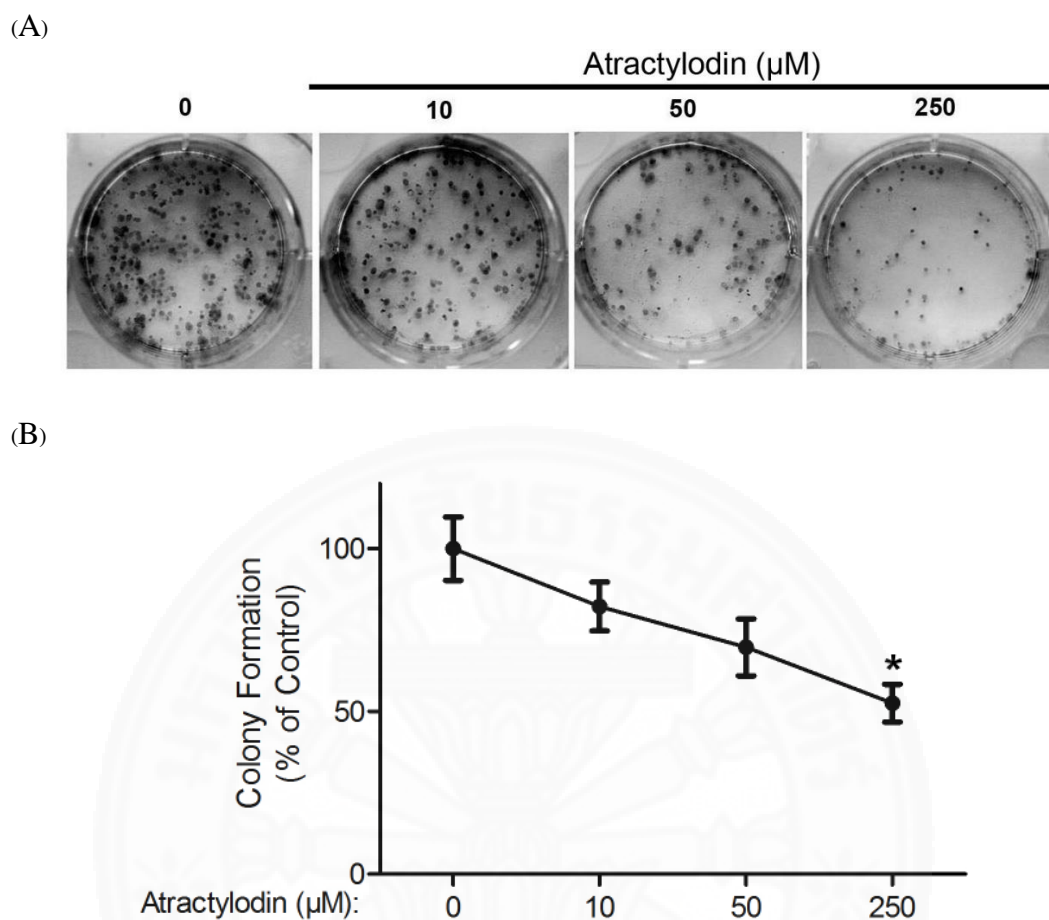 (A)
Atractylodin (µM)
0 10 50 250
(B)
Colony Formation
(% of Control)
100
50
0
*
Atractylodin (µM): 0 10 50 250